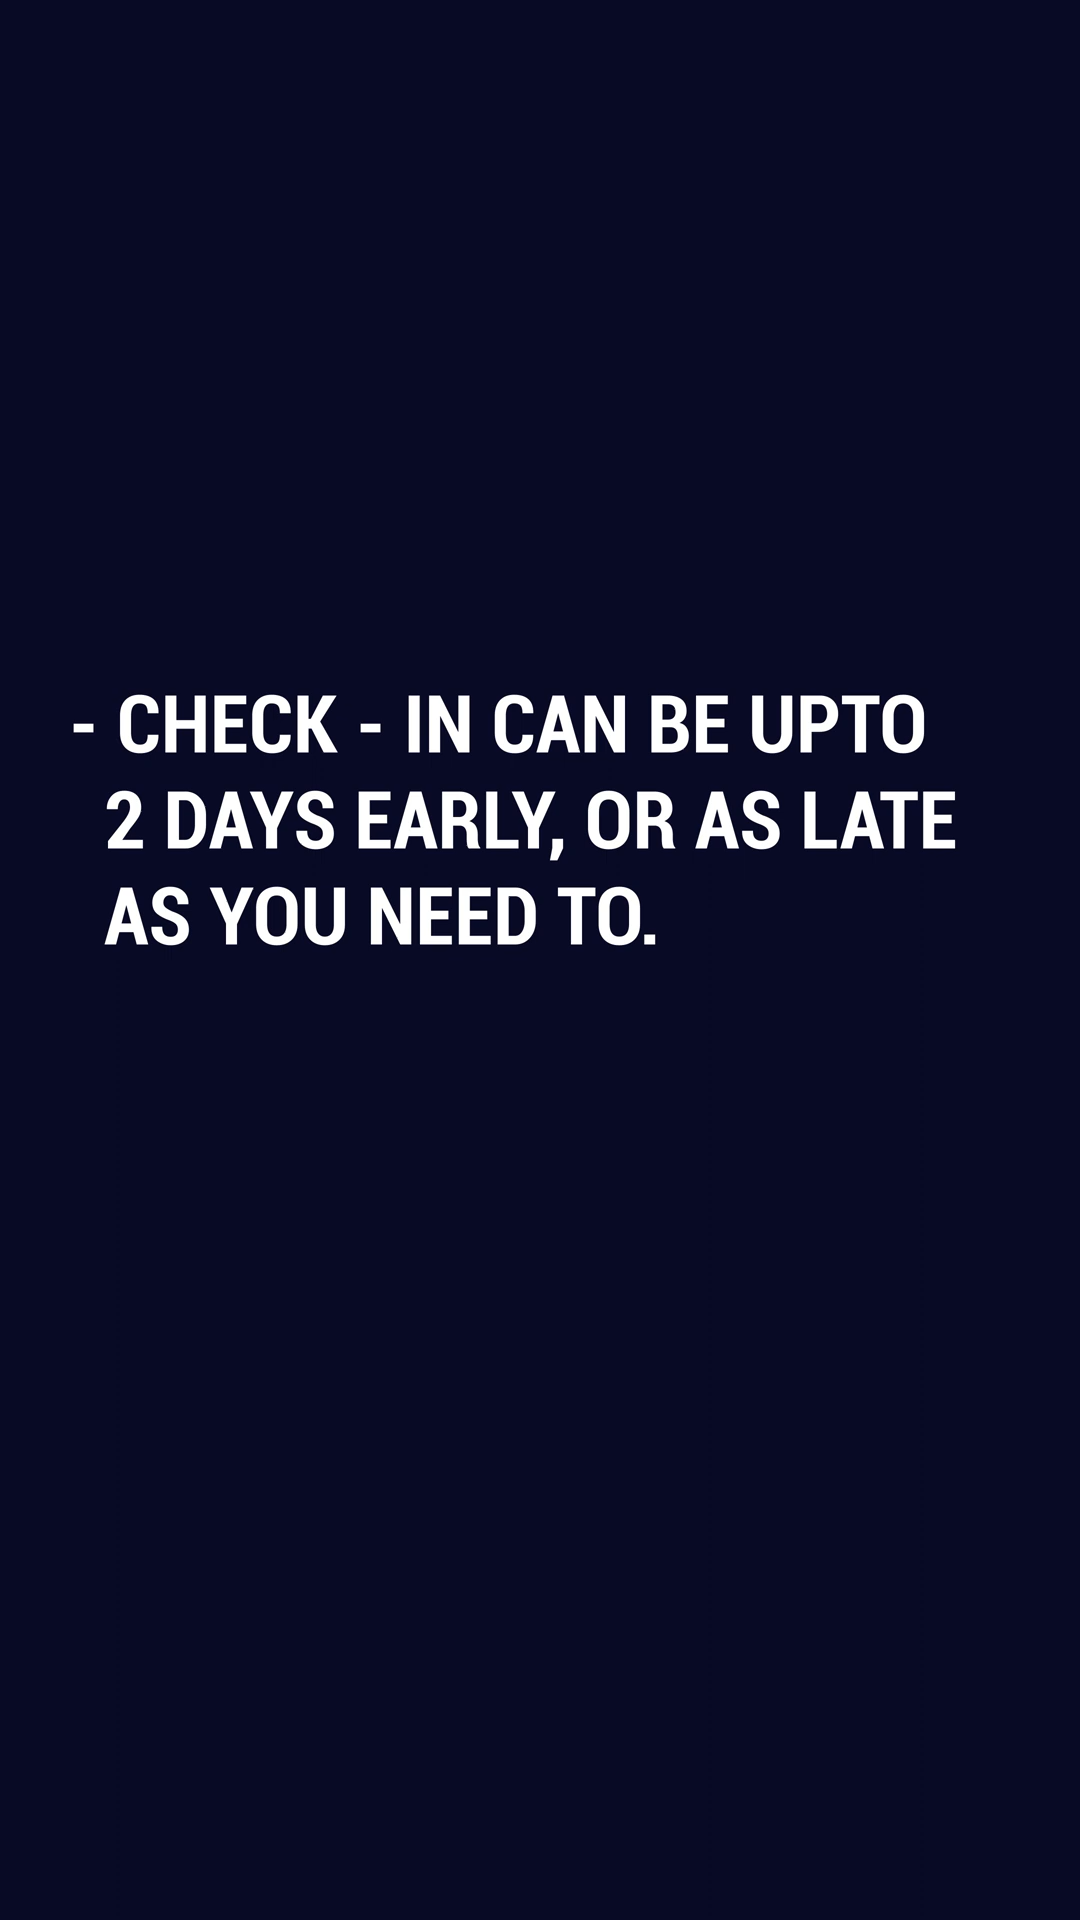 - CHECK - IN CAN BE UPTO
2 DAYS EARLY, OR AS LATE
AS YOU NEED TO.